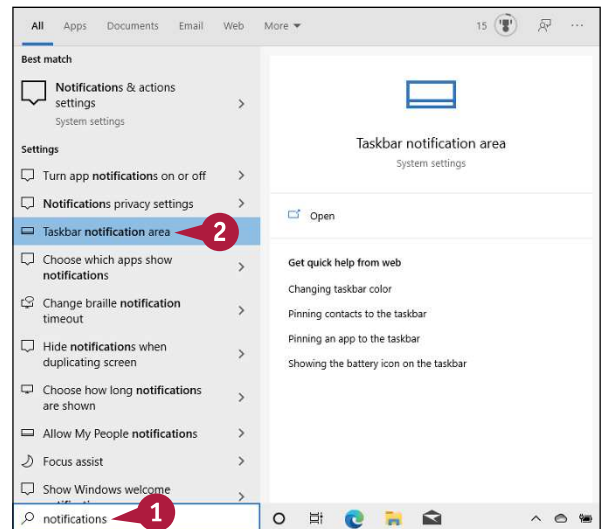 All Apps Documents Email Web More 15 ...
Best match
Notifications & actions
settings
System settings
Settings
Turn app notifications on or off
Notifications privacy settings
Taskbar notification area
2
Choose which apps show
notifications
Change braille notification
timeout
Hide notifications when
duplicating screen
Choose how long notifications
are shown
Allow My People notifications
Focus assist
Show Windows welcome
notifications
1
Taskbar notification area
System settings
Open
Get quick help from web
Changing taskbar color
Pinning contacts to the taskbar
Pinning an app to the taskbar
Showing the battery icon on the taskbar